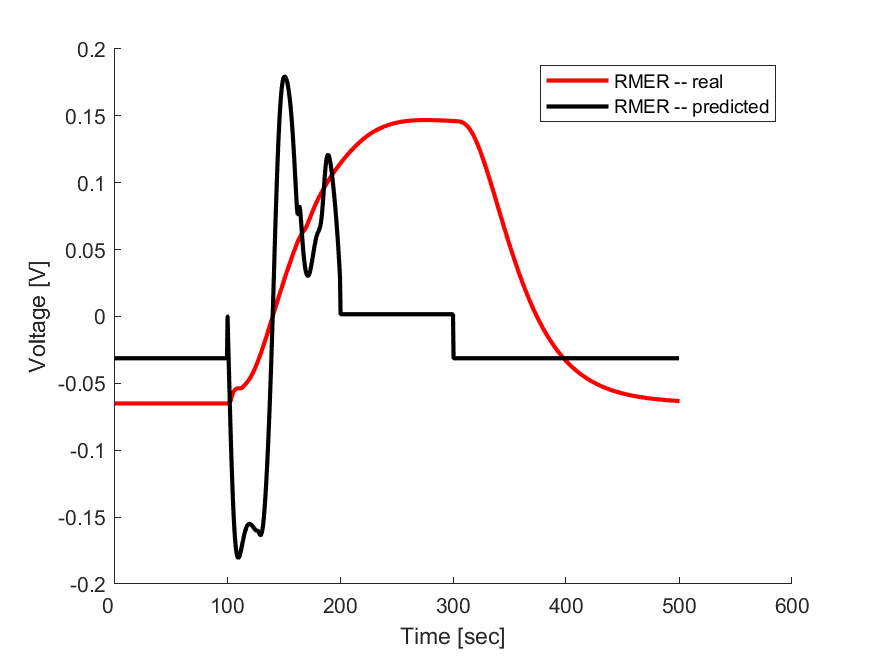 0.2
0.15
0.1
0.05
0
-0.05
-0.1
-0.15
-0.2
Voltage [V]
RMER -- real
RMER -- predicted
0 100 200 300 400 500 600
Time [sec]